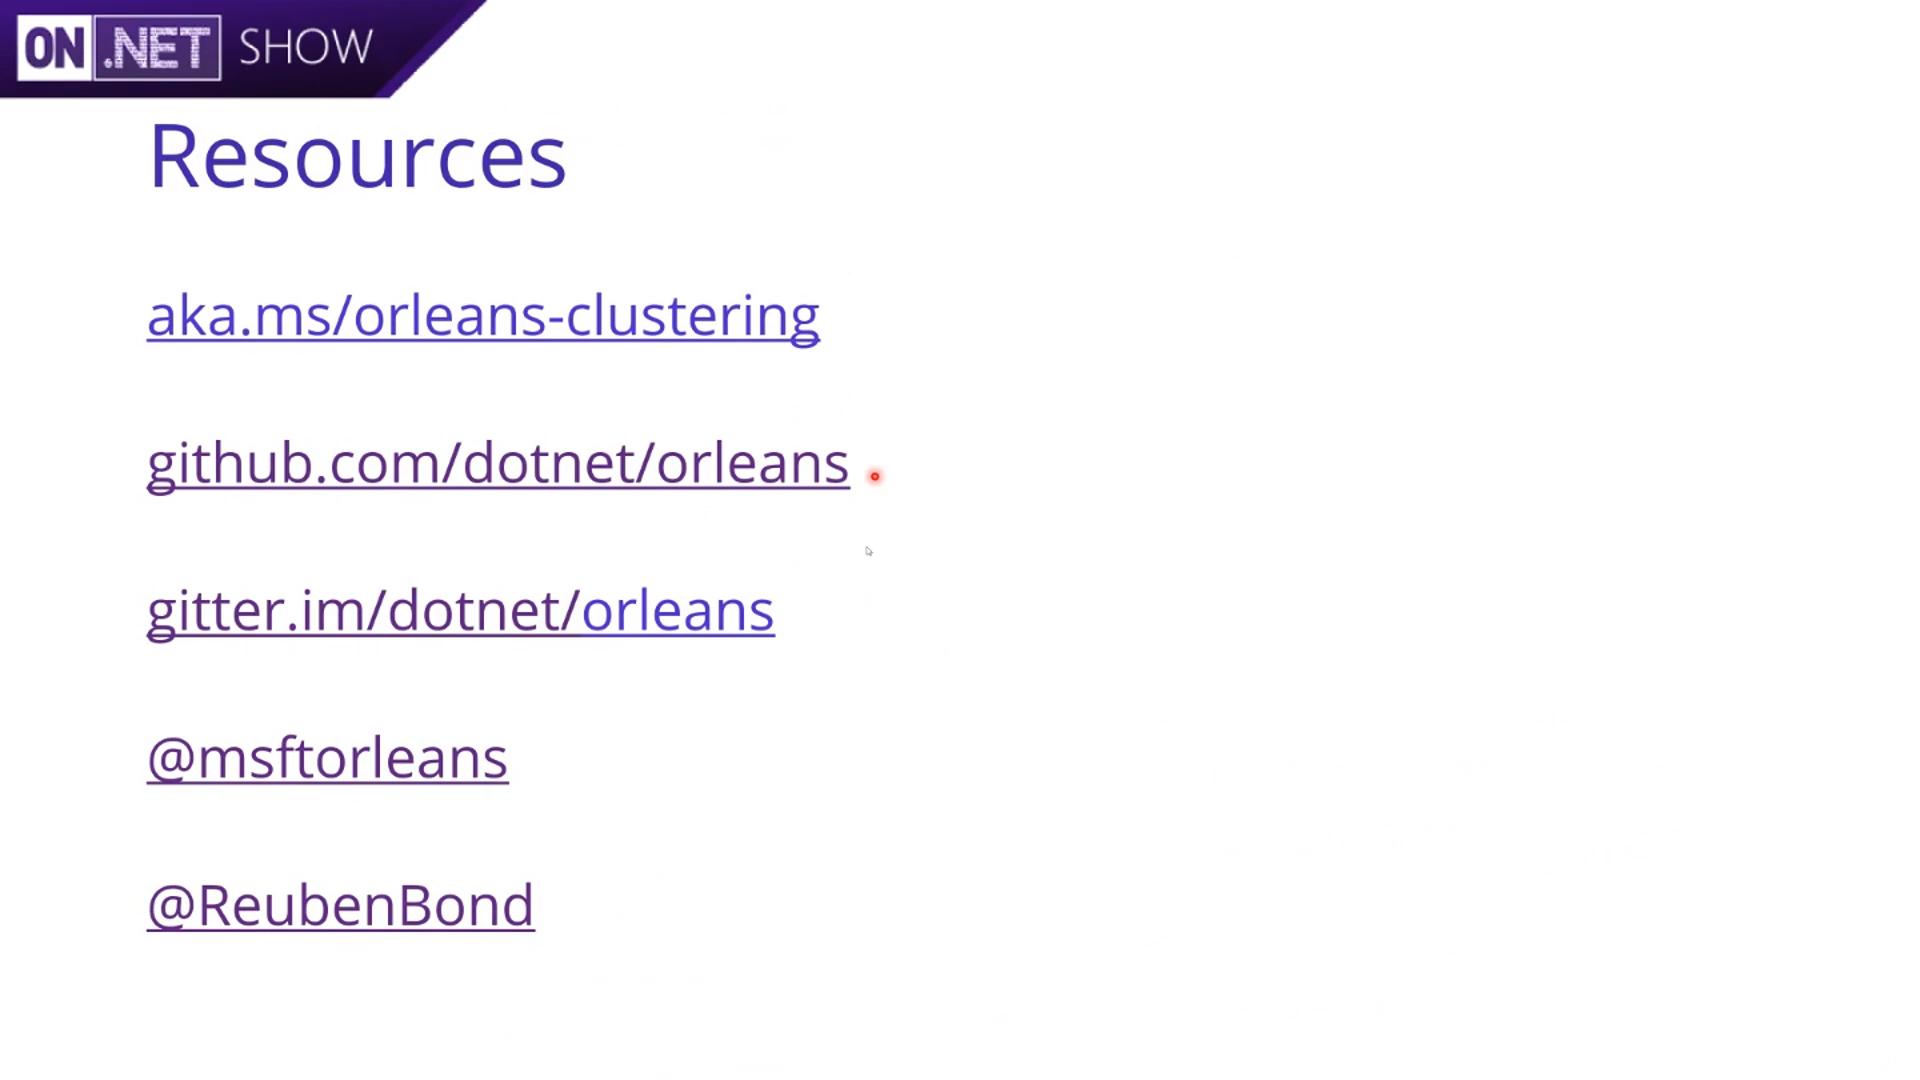 ON .NET SHOW
Resources
aka.ms/orleans-clustering
github.com/dotnet/orleans
gitter.im/dotnet/orleans
@msftorleans
@ReubenBond